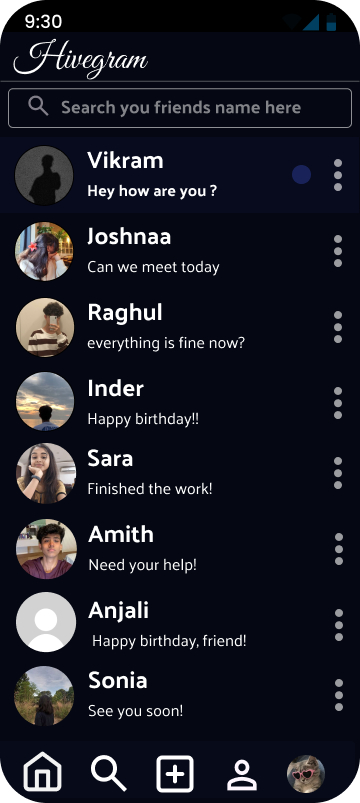 9:30
Hivegram
Search you friends name here
Vikram
Hey how are you ?
Joshnaa
Can we meet today
Raghul
everything is fine now?
Inder
Happy birthday!!
Sara
Finished the work!
Amith
Need your help!
Anjali
Happy birthday, friend!
Sonia
See you soon!